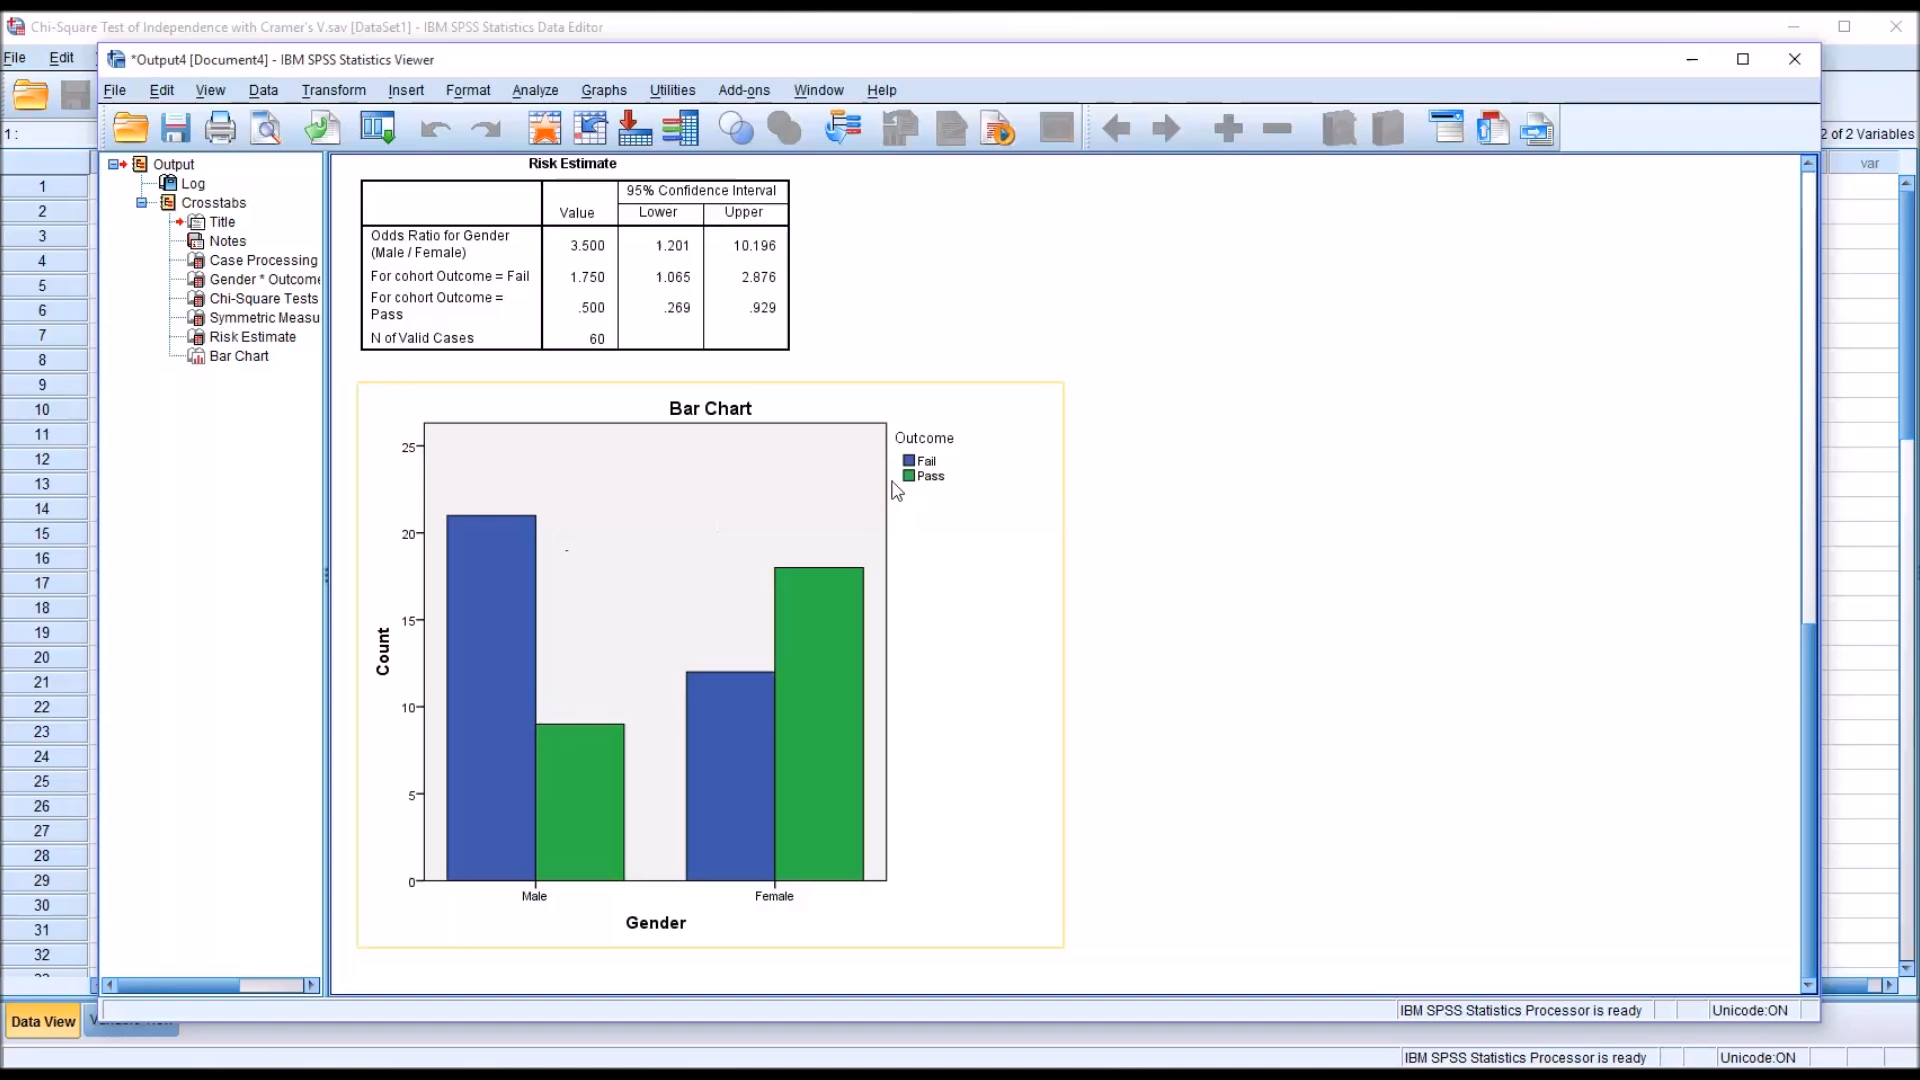 Chi-Square Test of Independence with Cramer's V.sav [DataSet1] - IBM SPSS Statistics Data Editor
File Edit
*Output4 [Document4] - IBM SPSS Statistics Viewer
File Edit View Data Transform Insert Format Analyze Graphs Utilities Add-ons Window Help
1 :
2 of 2 Variables
var
1
2
3
4
5
6
7
8
9
10
11
12
13
14
15
16
17
18
19
20
21
22
23
24
25
26
27
28
29
30
31
32
Output
Log
Crosstabs
Title
Notes
Case Processing
Gender * Outcome
Chi-Square Tests
Symmetric Measu
Risk Estimate
Bar Chart
Risk Estimate
95% Confidence Interval
Value Lower Upper
Odds Ratio for Gender
(Male / Female) 3.500 1.201 10.196
For cohort Outcome = Fail 1.750 1.065 2.876
For cohort Outcome =
Pass .500 .269 .929
N of Valid Cases 60
Bar Chart
Outcome
Fail
Pass
25
20
15
10
5
0
Count
Male Female
Gender
IBM SPSS Statistics Processor is ready Unicode:ON
Data View
IBM SPSS Statistics Processor is ready Unicode:ON